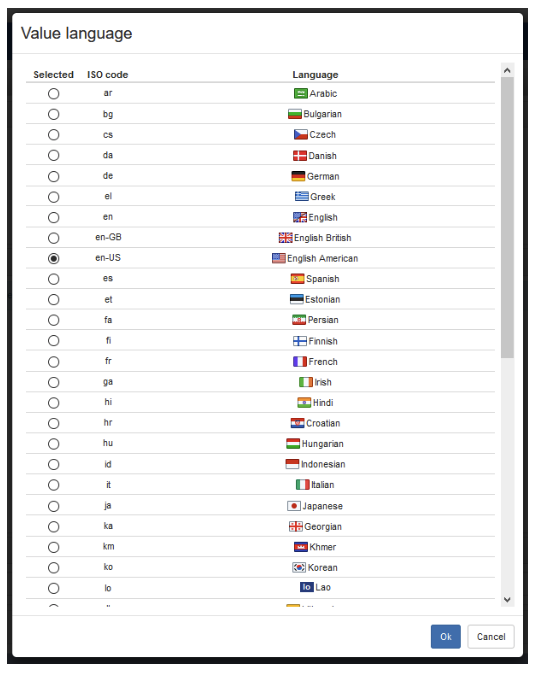 Value language
Selected ISO code Language
ar Arabic
bg Bulgarian
cs Czech
da Danish
de German
el Greek
en English
en-GB English British
en-US English American
es Spanish
et Estonian
fa Persian
fi Finnish
fr French
ga Irish
hi Hindi
hr Croatian
hu Hungarian
id Indonesian
it Italian
ja Japanese
ka Georgian
km Khmer
ko Korean
lo lo Lao
Ok Cancel